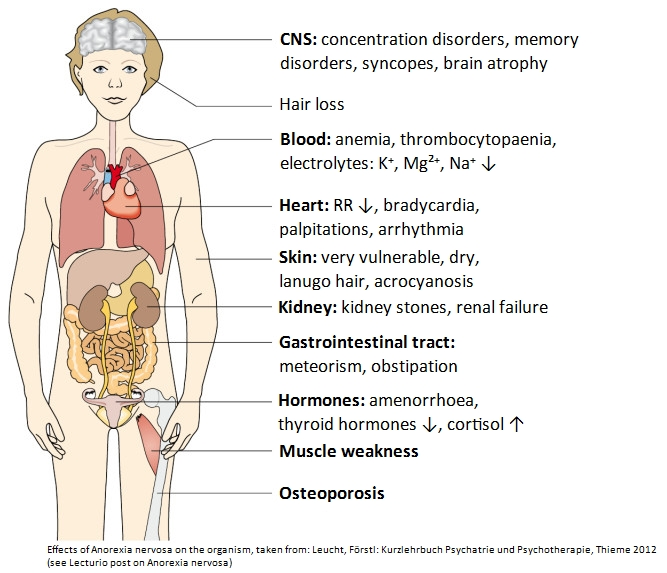 CNS: concentration disorders, memory
disorders, syncopes, brain atrophy
Hair loss
Blood: anemia, thrombocytopaenia,
electrolytes: K⁺, Mg²⁺, Na⁺ ↓
Heart: RR ↓, bradycardia,
palpitations, arrhythmia
Skin: very vulnerable, dry,
lanugo hair, acrocyanosis
Kidney: kidney stones, renal failure
Gastrointestinal tract:
meteorism, obstipation
Hormones: amenorrhoea,
thyroid hormones ↓, cortisol ↑
Muscle weakness
Osteoporosis
Effects of Anorexia nervosa on the organism, taken from: Leucht, Förstl: Kurzlehrbuch Psychatrie und Psychotherapie, Thieme 2012
(see Lecturio post on Anorexia nervosa)